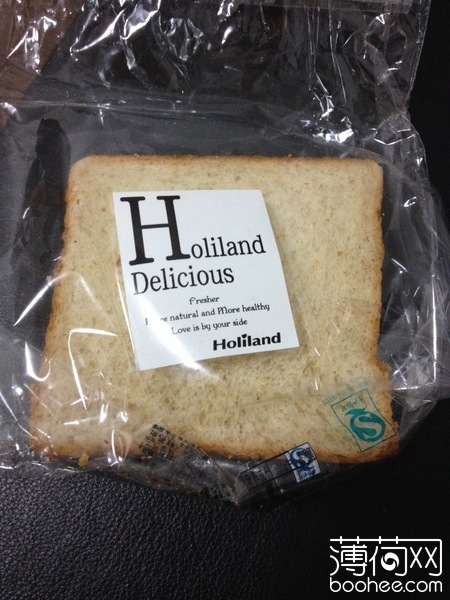 Holiland
Delicious
Fresher
More natural and More healthy
Love is by your side
Holiland
薄荷网
boohee.com